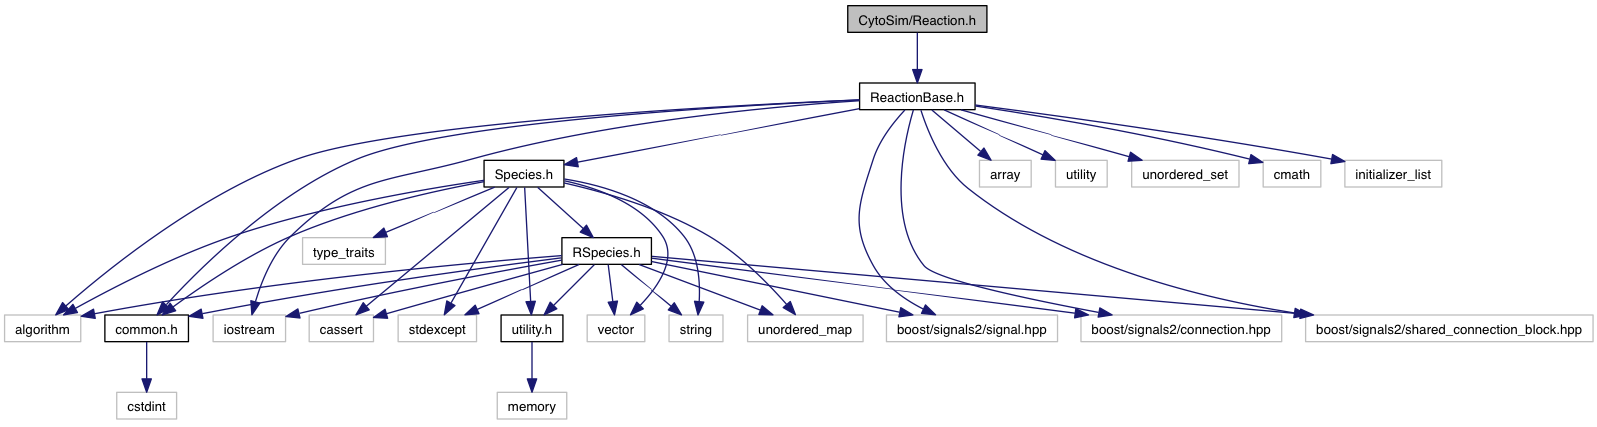 CytoSim/Reaction.h
ReactionBase.h
Species.h
array
utility
unordered_set
cmath
initializer_list
type_traits
RSpecies.h
algorithm
common.h
iostream
cassert
stdexcept
utility.h
vector
string
unordered_map
boost/signals2/signal.hpp
boost/signals2/connection.hpp
boost/signals2/shared_connection_block.hpp
cstdint
memory